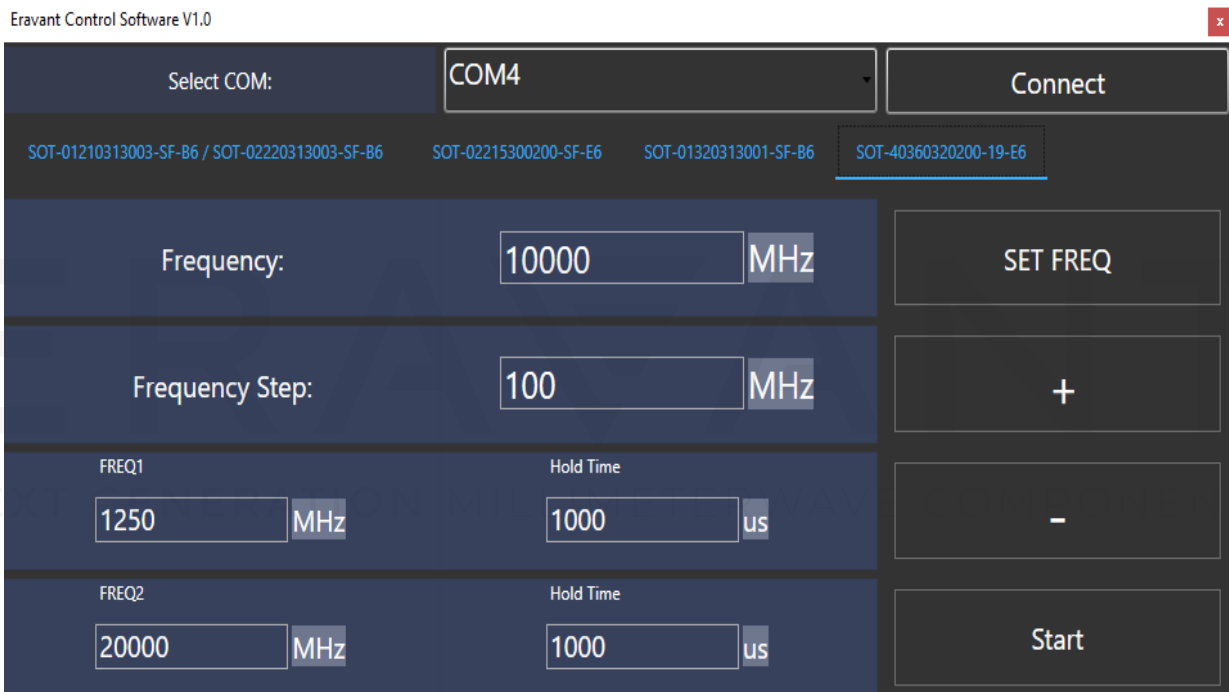 Eravant Control Software V1.0
x
Select COM:
COM4
Connect
SOT-01210313003-SF-B6 / SOT-02220313003-SF-B6
SOT-02215300200-SF-E6
SOT-01320313001-SF-B6
SOT-40360320200-19-E6
Frequency:
10000
MHz
SET FREQ
Frequency Step:
100
MHz
+
FREQ1
Hold Time
1250
MHz
1000
us
-
FREQ2
Hold Time
20000
MHz
1000
us
Start